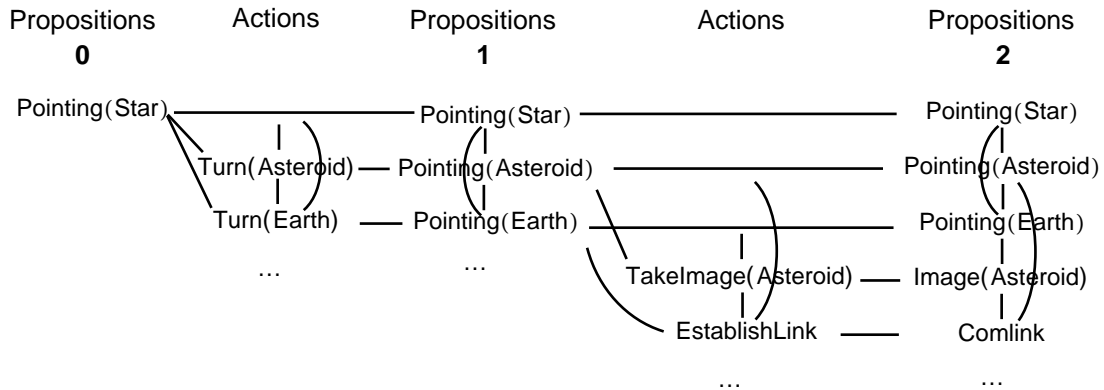 Propositions Actions Propositions Actions Propositions
0 1 2
Pointing(Star) Pointing(Star) Pointing(Star)
Turn(Asteroid) Pointing(Asteroid) Pointing(Asteroid)
Turn(Earth) Pointing(Earth) Pointing(Earth)
... ... TakeImage(Asteroid) Image(Asteroid)
EstablishLink Comlink
... ...